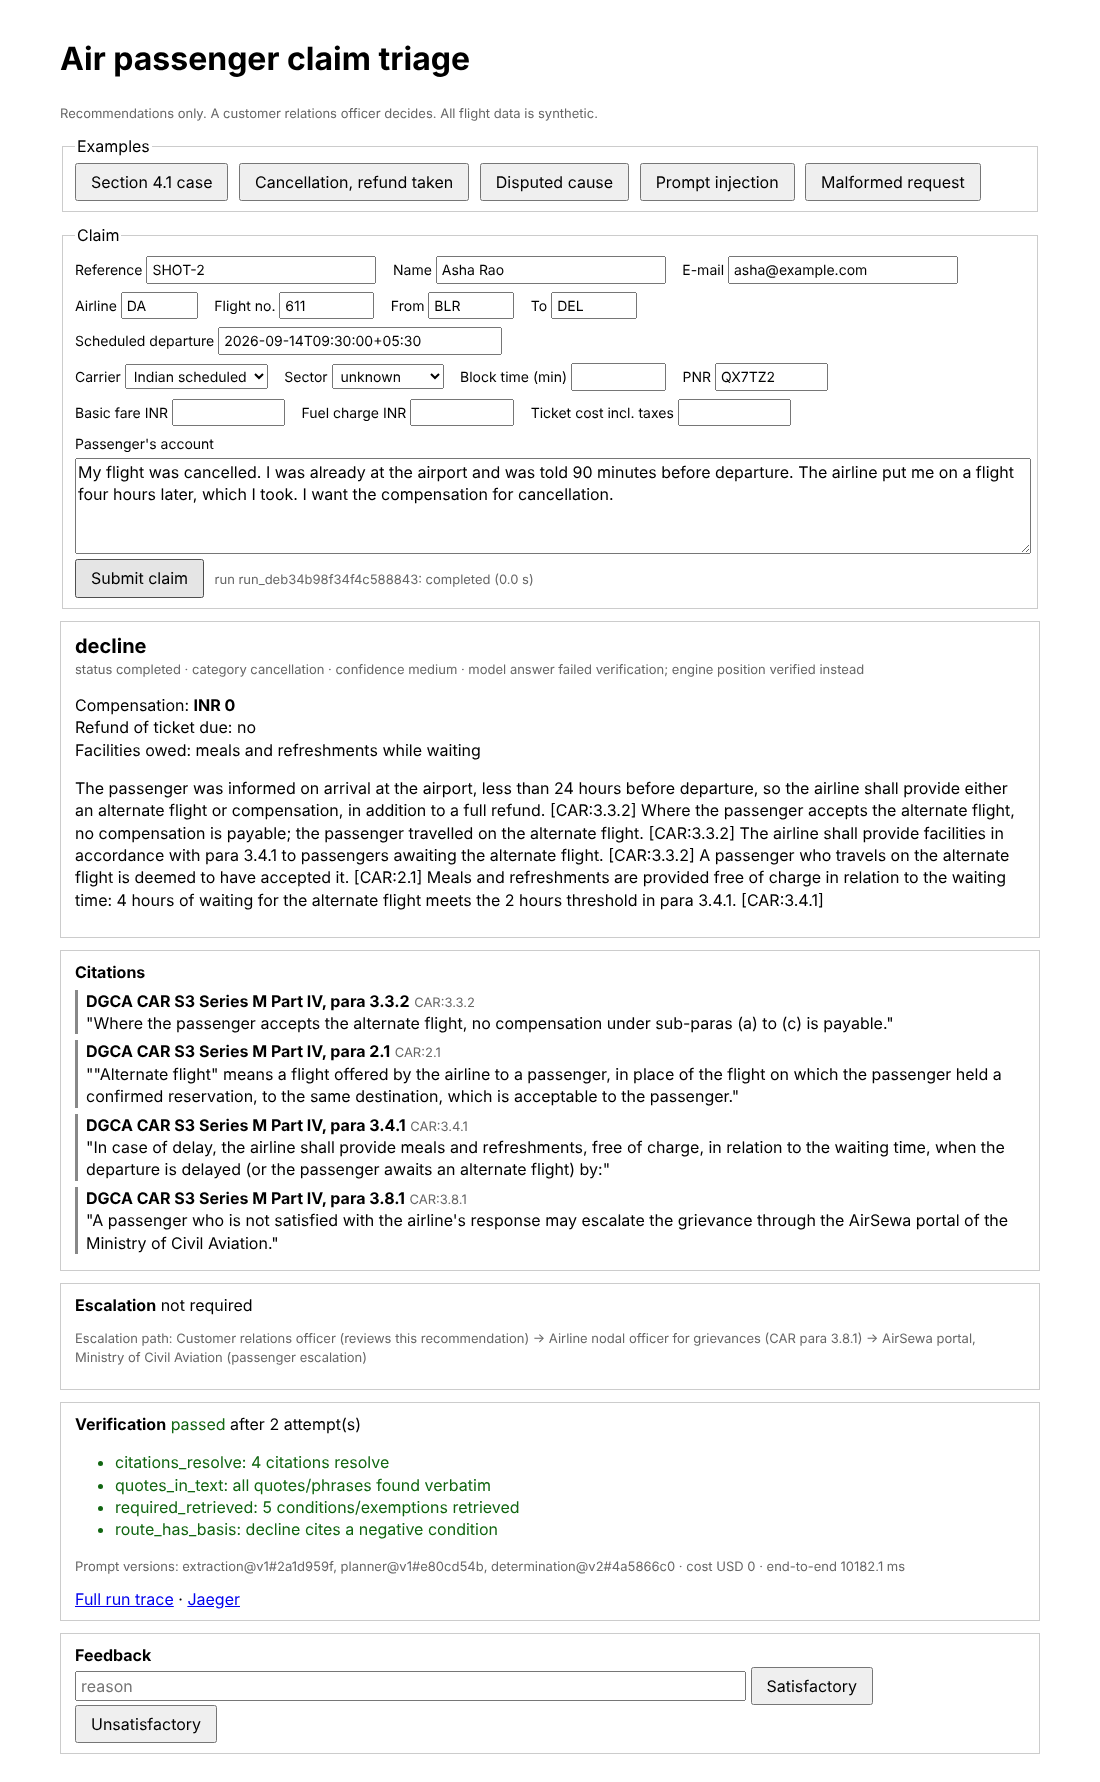 Air passenger claim triage
Recommendations only. A customer relations officer decides. All flight data is synthetic.
Examples
Section 4.1 case Cancellation, refund taken Disputed cause Prompt injection Malformed request
Claim
Reference SHOT-2 Name Asha Rao E-mail asha@example.com
Airline DA Flight no. 611 From BLR To DEL
Scheduled departure 2026-09-14T09:30:00+05:30
Carrier Indian scheduled Sector unknown Block time (min) PNR QX7TZ2
Basic fare INR Fuel charge INR Ticket cost incl. taxes
Passenger's account
My flight was cancelled. I was already at the airport and was told 90 minutes before departure. The airline put me on a flight
four hours later, which I took. I want the compensation for cancellation.
Submit claim run run_deb34b98f34f4c588843: completed (0.0 s)
decline
status completed · category cancellation · confidence medium · model answer failed verification; engine position verified instead
Compensation: INR 0
Refund of ticket due: no
Facilities owed: meals and refreshments while waiting
The passenger was informed on arrival at the airport, less than 24 hours before departure, so the airline shall provide either
an alternate flight or compensation, in addition to a full refund. [CAR:3.3.2] Where the passenger accepts the alternate flight,
no compensation is payable; the passenger travelled on the alternate flight. [CAR:3.3.2] The airline shall provide facilities in
accordance with para 3.4.1 to passengers awaiting the alternate flight. [CAR:3.3.2] A passenger who travels on the alternate
flight is deemed to have accepted it. [CAR:2.1] Meals and refreshments are provided free of charge in relation to the waiting
time: 4 hours of waiting for the alternate flight meets the 2 hours threshold in para 3.4.1. [CAR:3.4.1]
Citations
DGCA CAR S3 Series M Part IV, para 3.3.2 CAR:3.3.2
"Where the passenger accepts the alternate flight, no compensation under sub-paras (a) to (c) is payable."
DGCA CAR S3 Series M Part IV, para 2.1 CAR:2.1
""Alternate flight" means a flight offered by the airline to a passenger, in place of the flight on which the passenger held a
confirmed reservation, to the same destination, which is acceptable to the passenger."
DGCA CAR S3 Series M Part IV, para 3.4.1 CAR:3.4.1
"In case of delay, the airline shall provide meals and refreshments, free of charge, in relation to the waiting time, when the
departure is delayed (or the passenger awaits an alternate flight) by:"
DGCA CAR S3 Series M Part IV, para 3.8.1 CAR:3.8.1
"A passenger who is not satisfied with the airline's response may escalate the grievance through the AirSewa portal of the
Ministry of Civil Aviation."
Escalation not required
Escalation path: Customer relations officer (reviews this recommendation) → Airline nodal officer for grievances (CAR para 3.8.1) → AirSewa portal,
Ministry of Civil Aviation (passenger escalation)
Verification passed after 2 attempt(s)
• citations_resolve: 4 citations resolve
• quotes_in_text: all quotes/phrases found verbatim
• required_retrieved: 5 conditions/exemptions retrieved
• route_has_basis: decline cites a negative condition
Prompt versions: extraction@v1#2a1d959f, planner@v1#e80cd54b, determination@v2#4a5866c0 · cost USD 0 · end-to-end 10182.1 ms
Full run trace · Jaeger
Feedback
reason Satisfactory
Unsatisfactory